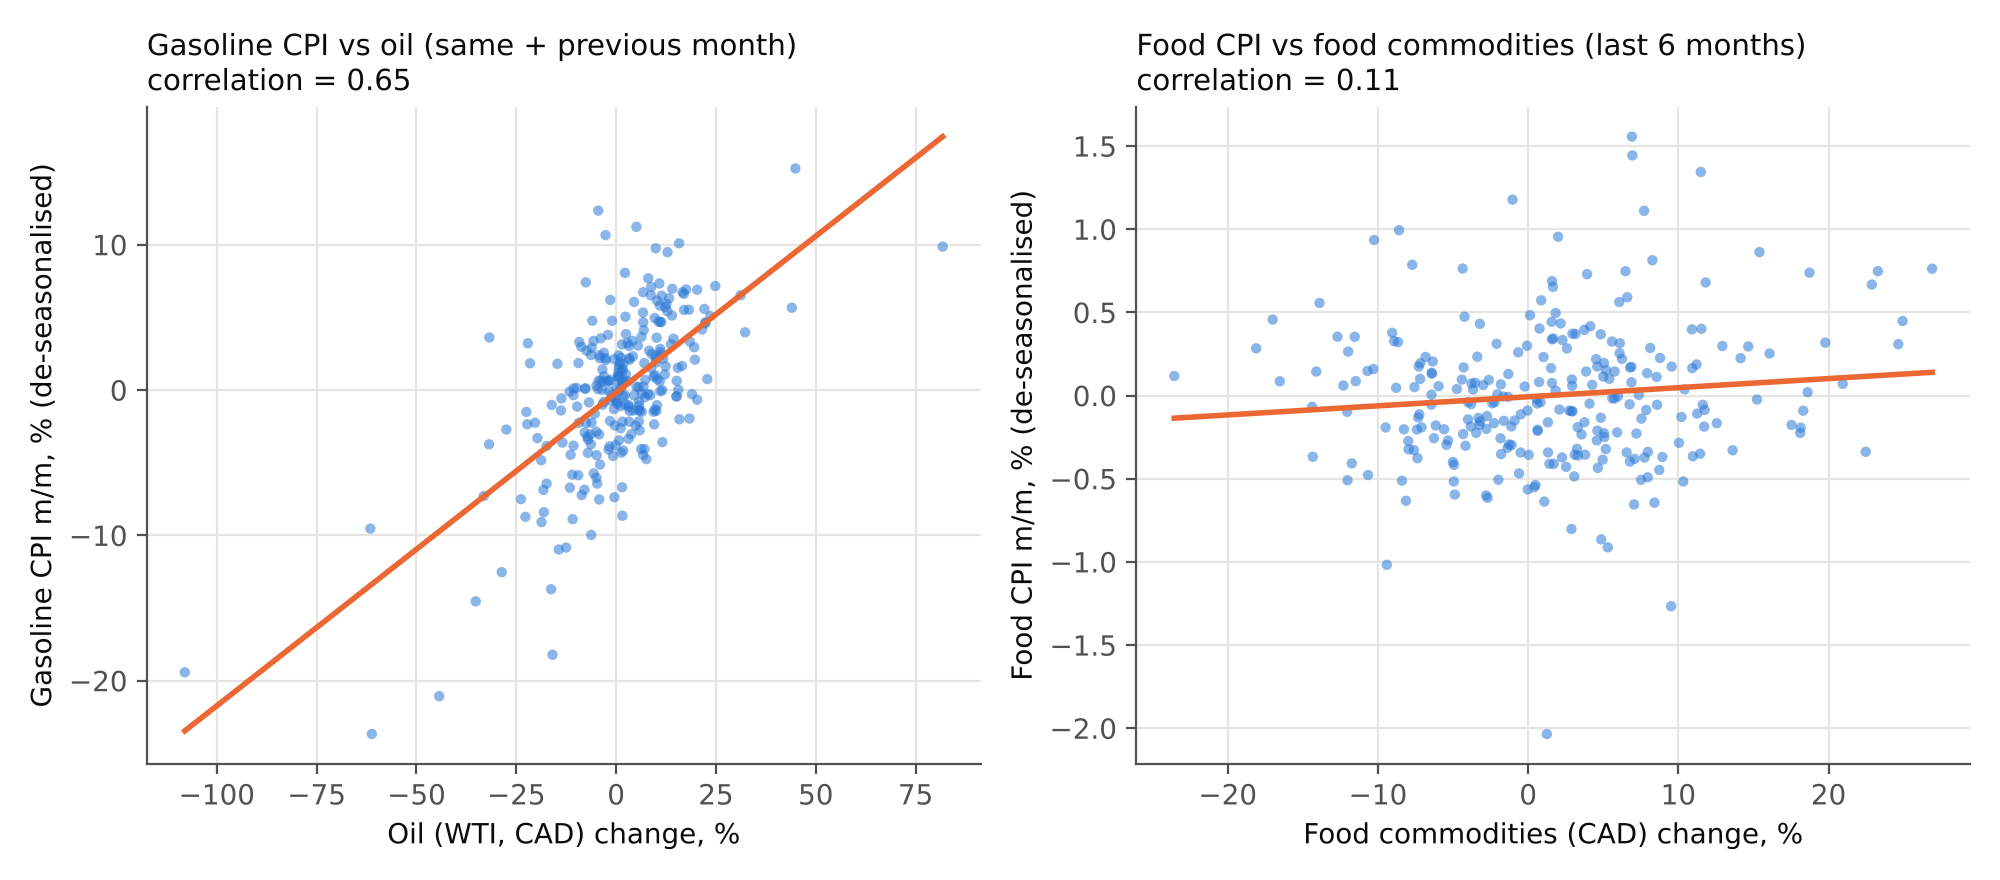 Gasoline CPI vs oil (same + previous month)
correlation = 0.65
Gasoline CPI m/m, % (de-seasonalised)
10
0
−10
−20
−100 −75 −50 −25 0 25 50 75
Oil (WTI, CAD) change, %
Food CPI vs food commodities (last 6 months)
correlation = 0.11
Food CPI m/m, % (de-seasonalised)
1.5
1.0
0.5
0.0
−0.5
−1.0
−1.5
−2.0
−20 −10 0 10 20
Food commodities (CAD) change, %